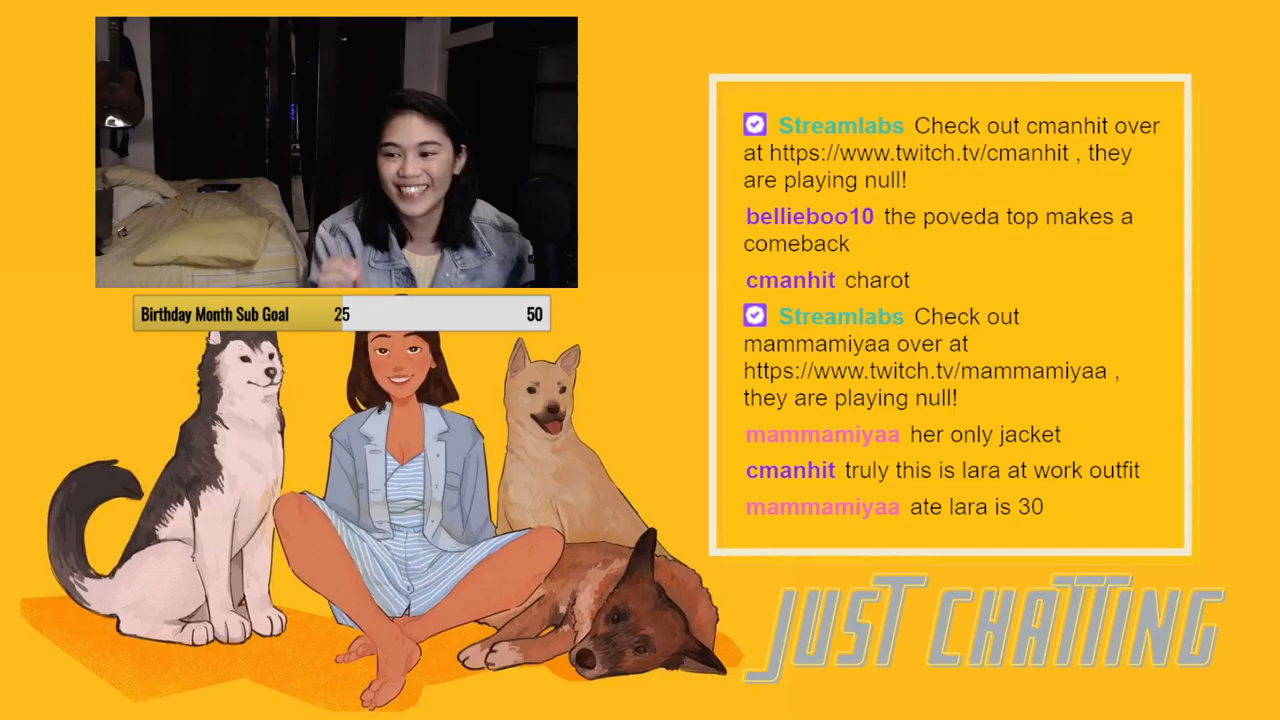 Birthday Month Sub Goal 25 50
Streamlabs Check out cmanhit over
at https://www.twitch.tv/cmanhit , they
are playing null!
bellieboo10 the poveda top makes a
comeback
cmanhit charot
Streamlabs Check out
mammamiyaa over at
https://www.twitch.tv/mammamiyaa ,
they are playing null!
mammamiyaa her only jacket
cmanhit truly this is lara at work outfit
mammamiyaa ate lara is 30
JUST CHATTING